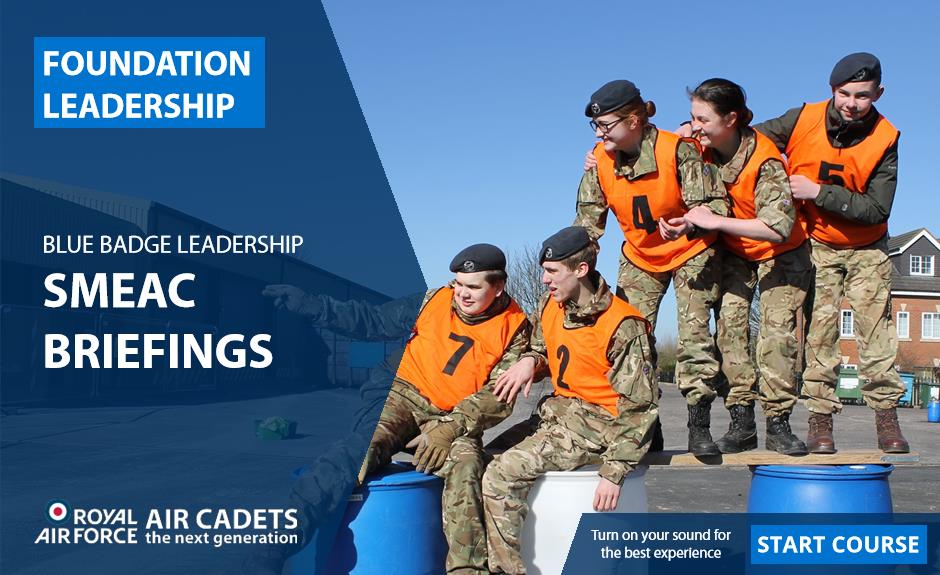 FOUNDATION
LEADERSHIP
BLUE BADGE LEADERSHIP
SMEAC
BRIEFINGS
ROYAL AIR FORCE AIR CADETS
the next generation
7
2
4
5
Turn on your sound for
the best experience
START COURSE